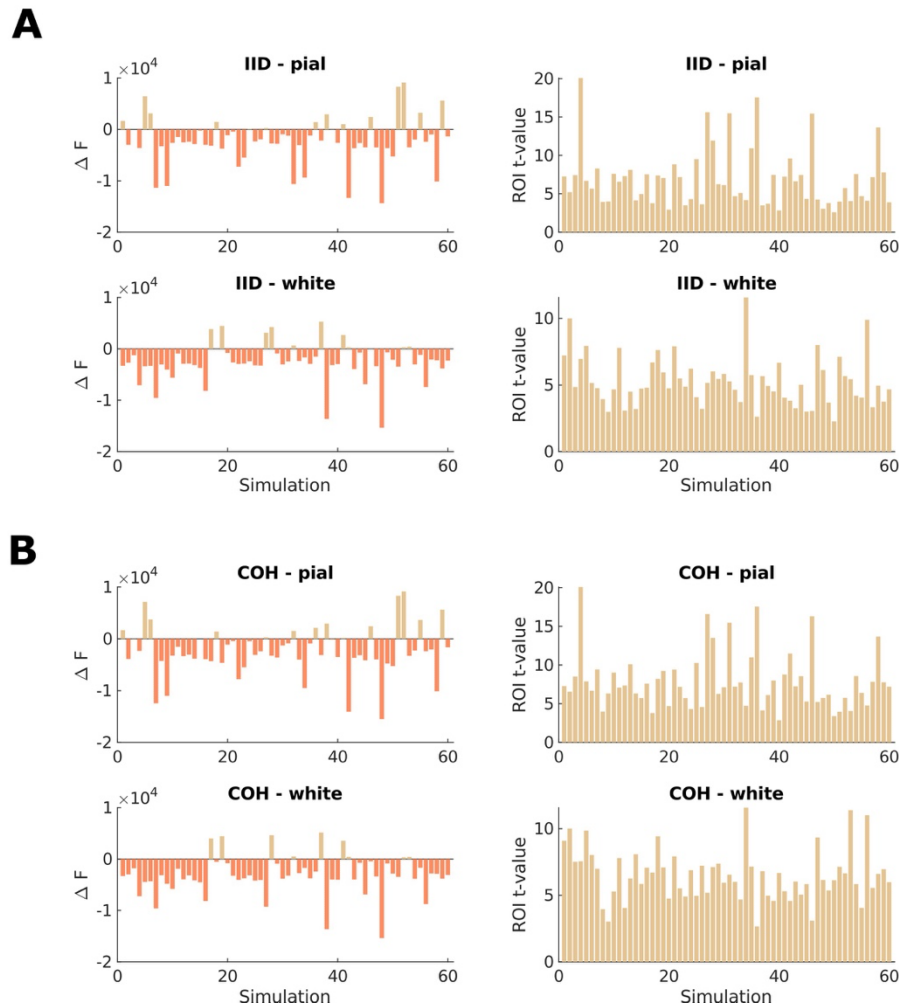 A
IID - pial
×10⁴
1
0
-1
-2
Δ F
0 20 40 60
IID - pial
20
15
10
5
0
ROI t-value
0 20 40 60
IID - white
×10⁴
1
0
-1
-2
Δ F
0 20 40 60
Simulation
IID - white
10
5
0
ROI t-value
0 20 40 60
Simulation
B
COH - pial
×10⁴
1
0
-1
-2
Δ F
0 20 40 60
COH - pial
20
15
10
5
0
ROI t-value
0 20 40 60
COH - white
×10⁴
1
0
-1
-2
Δ F
0 20 40 60
Simulation
COH - white
10
5
0
ROI t-value
0 20 40 60
Simulation